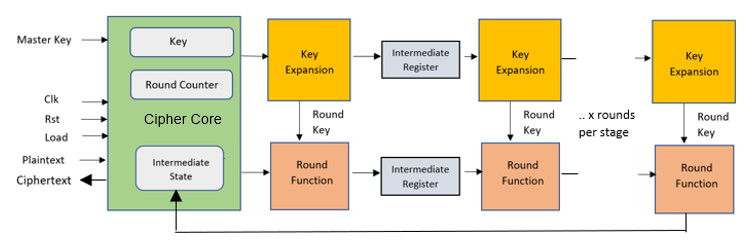 Master Key
Clk
Rst
Load
Plaintext
Ciphertext
Key
Round Counter
Cipher Core
Intermediate
State
Key
Expansion
Round
Key
Round
Function
Intermediate
Register
Intermediate
Register
Key
Expansion
Round
Key
Round
Function
.. x rounds
per stage
Key
Expansion
Round
Key
Round
Function